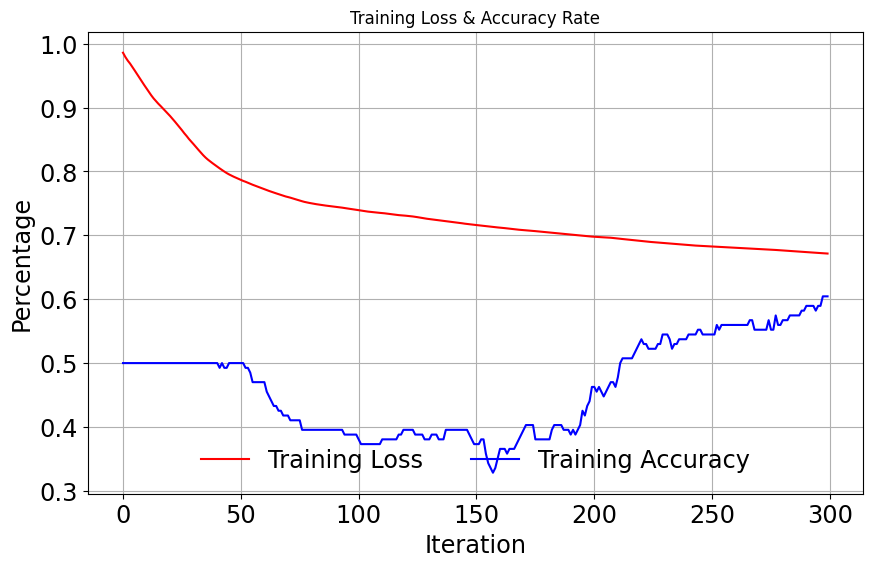 Training Loss & Accuracy Rate
Percentage
1.0
0.9
0.8
0.7
0.6
0.5
0.4
0.3
Training Loss Training Accuracy
0 50 100 150 200 250 300
Iteration